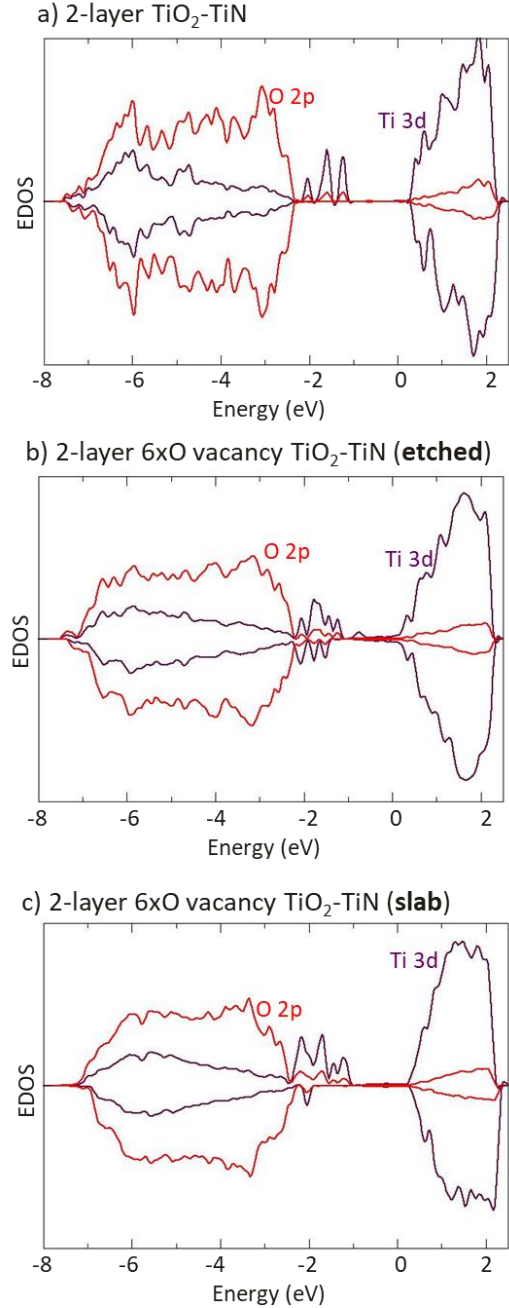 a) 2-layer TiO₂-TiN
O 2p
Ti 3d
EDOS
-8 -6 -4 -2 0 2
Energy (eV)
b) 2-layer 6xO vacancy TiO₂-TiN (etched)
O 2p
Ti 3d
EDOS
-8 -6 -4 -2 0 2
Energy (eV)
c) 2-layer 6xO vacancy TiO₂-TiN (slab)
Ti 3d
O 2p
EDOS
-8 -6 -4 -2 0 2
Energy (eV)